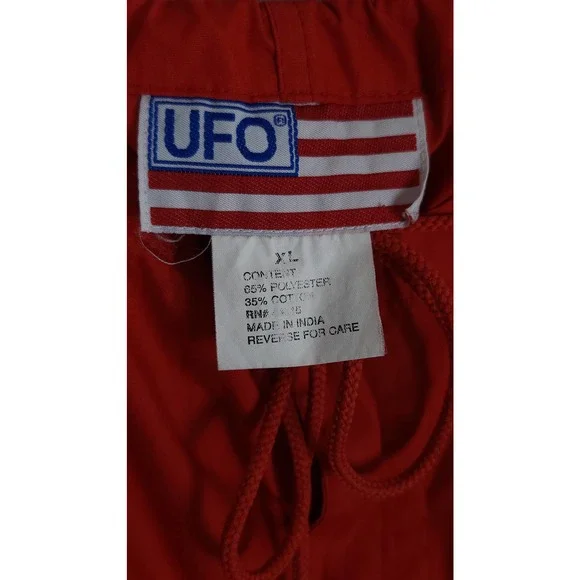 UFO®
XL
CONTENT
65% POLYESTER
35% COTTON
RN#
MADE IN INDIA
REVERSE FOR CARE